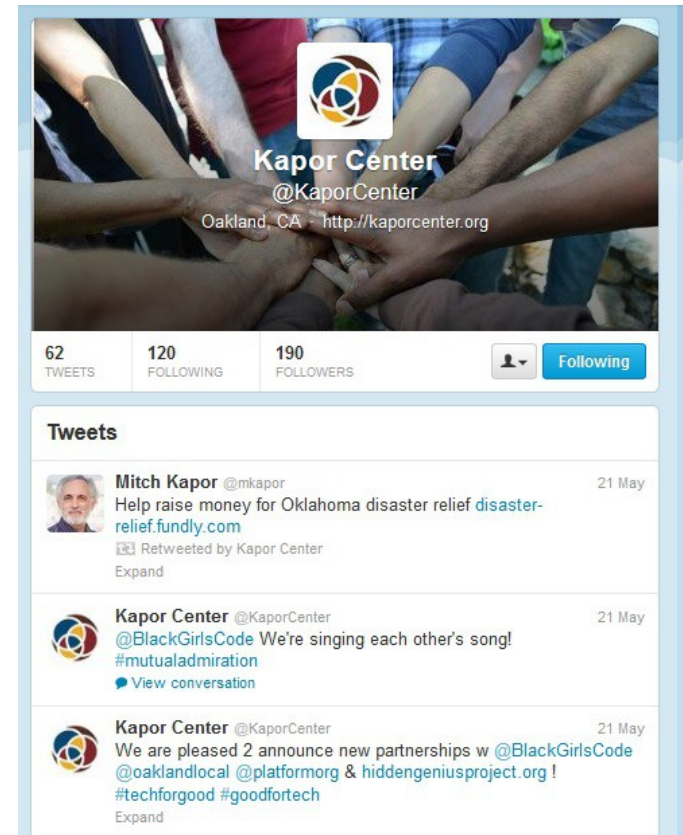 Kapor Center
@KaporCenter
Oakland, CA - http://kaporcenter.org
62
TWEETS
120
FOLLOWING
190
FOLLOWERS
Following
Tweets
Mitch Kapor @mkapor 21 May
Help raise money for Oklahoma disaster relief disaster-
relief.fundly.com
Retweeted by Kapor Center
Expand
Kapor Center @KaporCenter 21 May
@BlackGirlsCode We're singing each other's song!
#mutualadmiration
View conversation
Kapor Center @KaporCenter 21 May
We are pleased 2 announce new partnerships w @BlackGirlsCode
@oaklandlocal @platformorg & hiddengeniusproject.org !
#techforgood #goodfortech
Expand